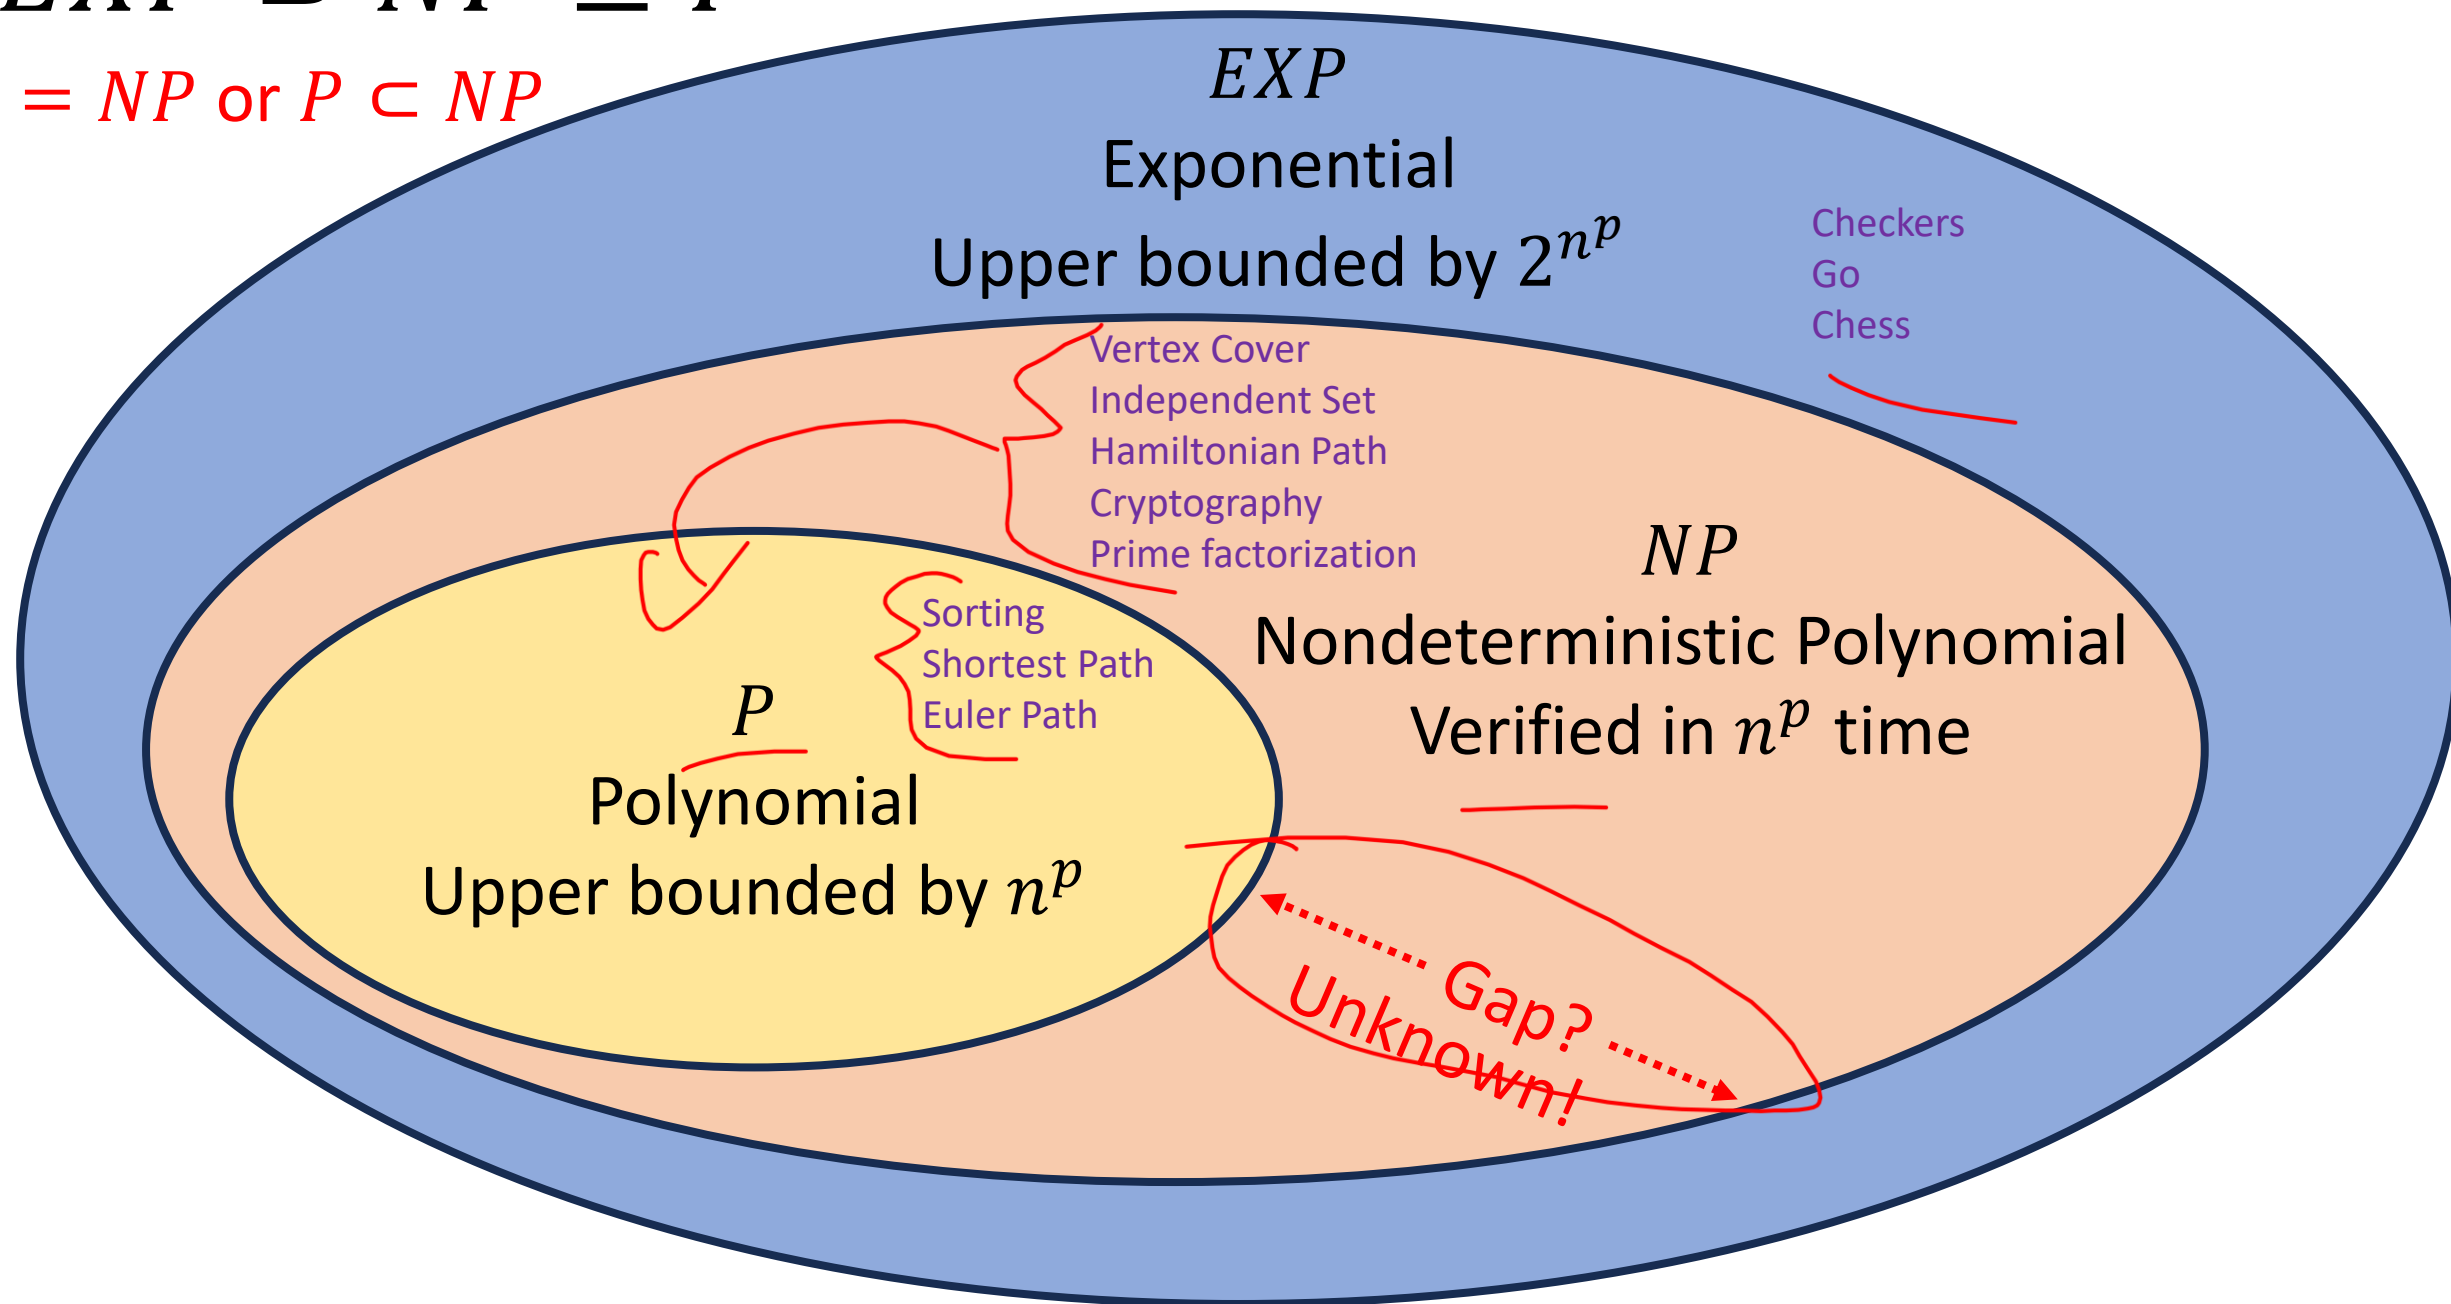 EXP ⊇ NP ⊇ P
= NP or P ⊂ NP
EXP
Exponential
Upper bounded by 2^{n^p}
Checkers
Go
Chess
Vertex Cover
Independent Set
Hamiltonian Path
Cryptography
Prime factorization
NP
Nondeterministic Polynomial
Verified in n^p time
Sorting
Shortest Path
Euler Path
P
Polynomial
Upper bounded by n^p
Gap?
Unknown!